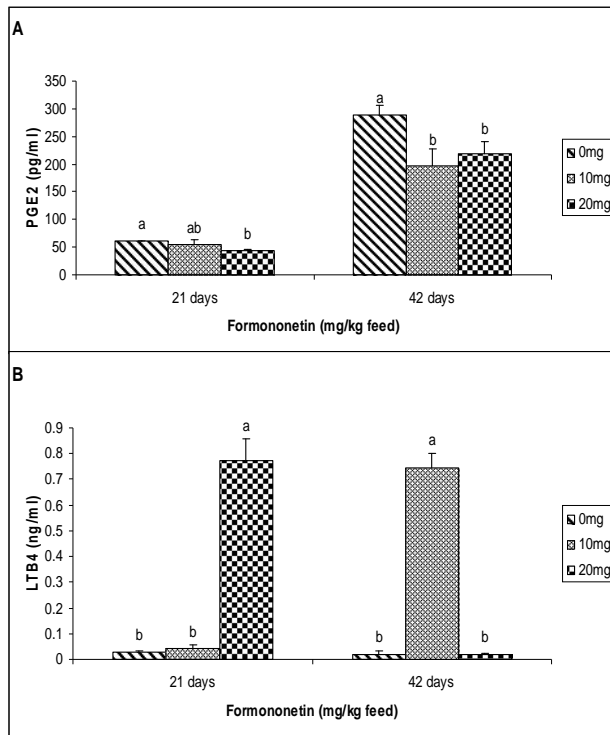 A
350
a
300
b
b
250
0mg
200
10mg
150
20mg
100
a
ab
b
50
0
PGE2 (pg/ml)
21 days
42 days
Formononetin (mg/kg feed)
B
0.9
a
a
0.8
0.7
0.6
0mg
0.5
10mg
0.4
20mg
0.3
0.2
b
b
b
b
0.1
0
LTB4 (ng/ml)
21 days
42 days
Formononetin (mg/kg feed)